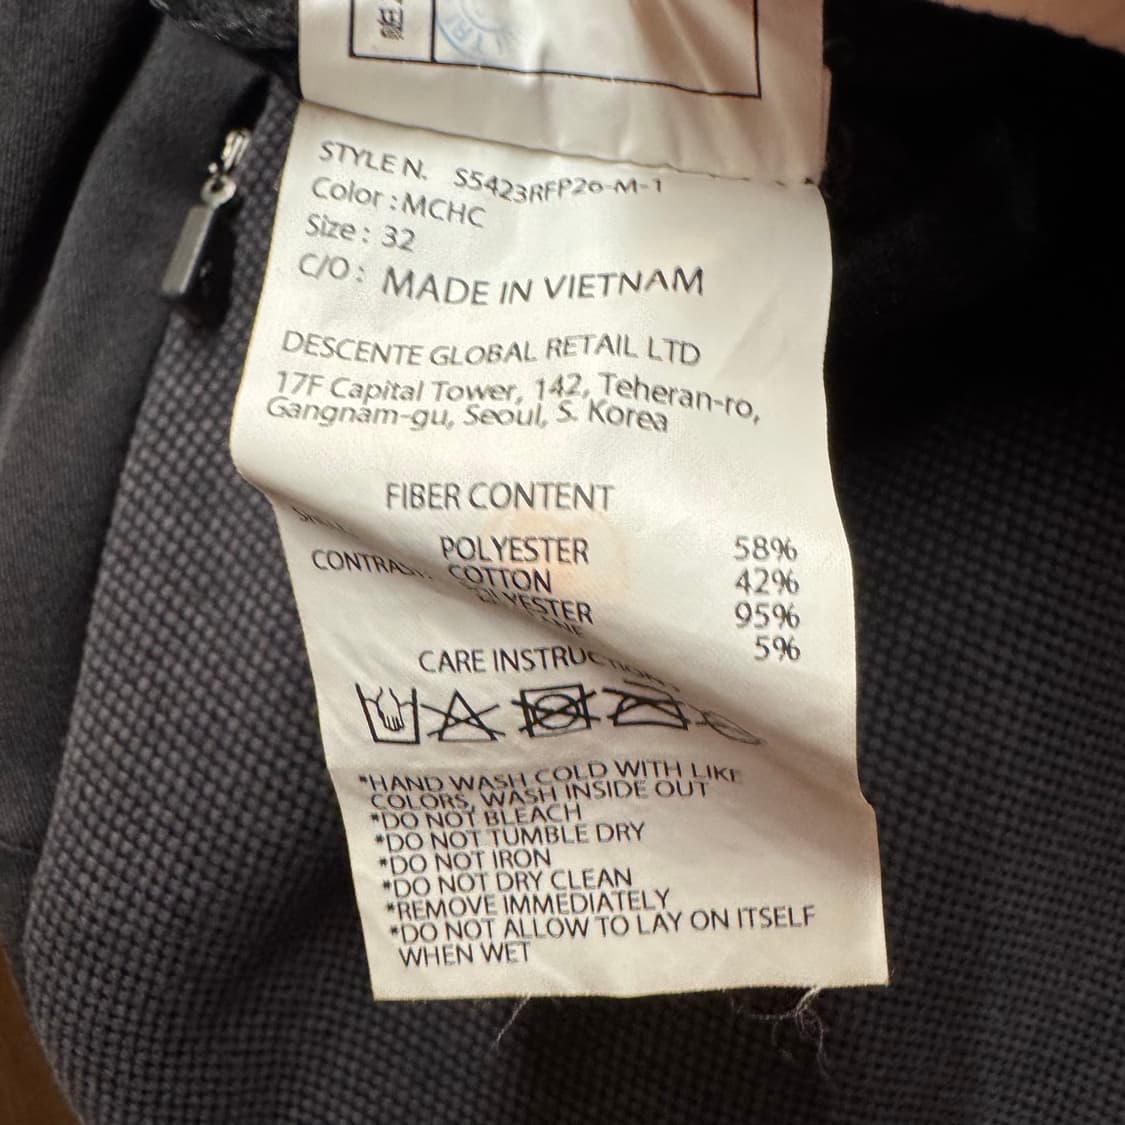 STYLE N. S5423RFP26-M-1
Color : MCHC
Size : 32
C/O : MADE IN VIETNAM
DESCENTE GLOBAL RETAIL LTD
17F Capital Tower, 142, Teheran-ro,
Gangnam-gu, Seoul, S. Korea
FIBER CONTENT
POLYESTER 58%
COTTON 42%
95%
5%
CARE
*HAND WASH COLD WITH LIKE
COLORS, WASH INSIDE OUT
*DO NOT BLEACH
*DO NOT TUMBLE DRY
*DO NOT IRON
*DO NOT DRY CLEAN
*REMOVE IMMEDIATELY
*DO NOT ALLOW TO LAY ON ITSELF
WHEN WET